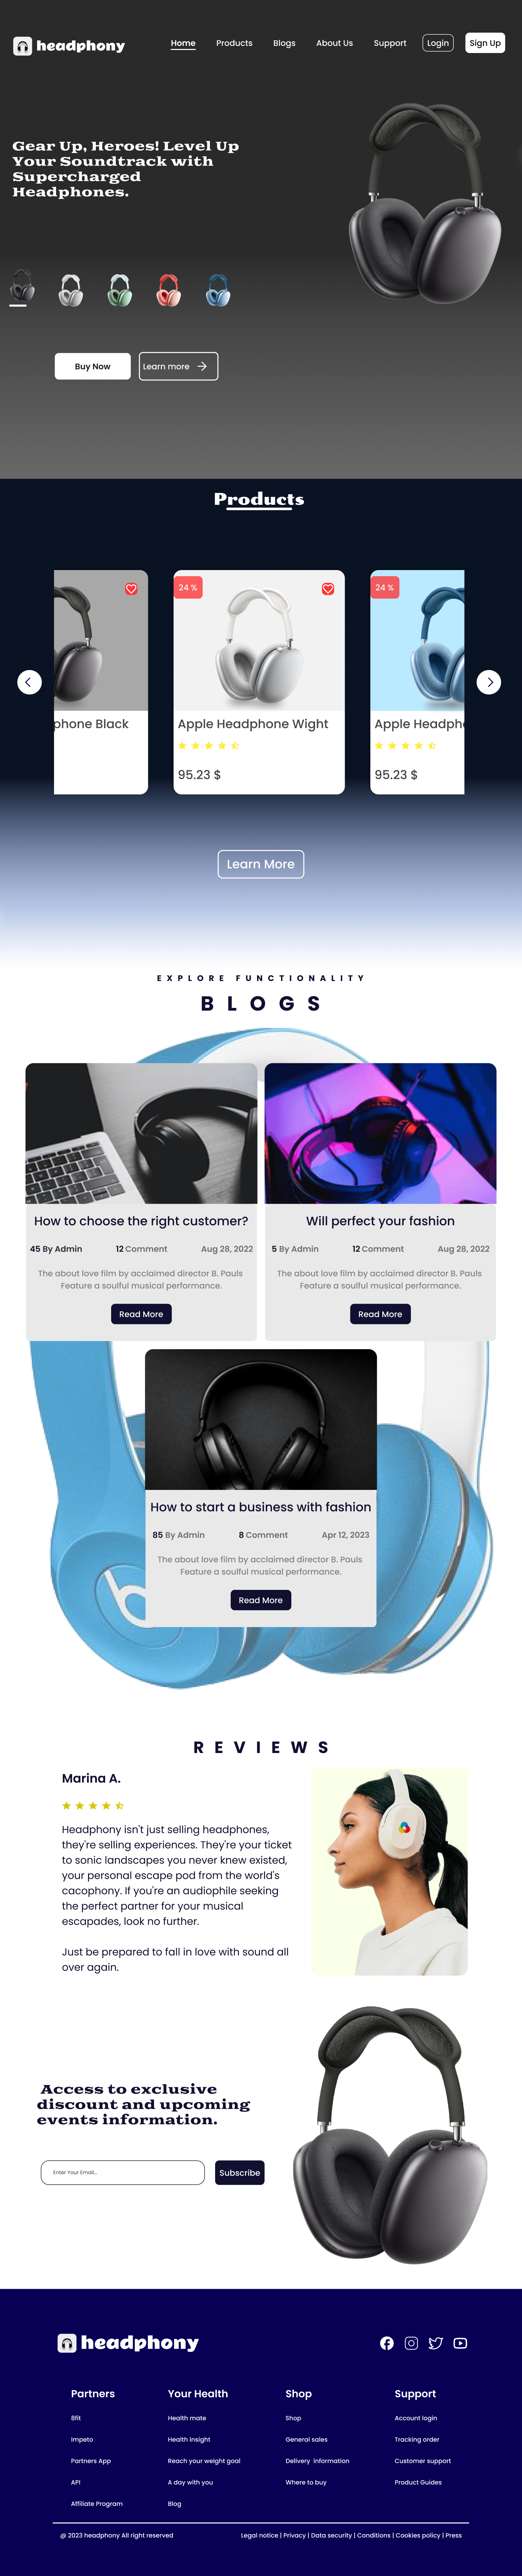 headphony
Home Products Blogs About Us Support Login Sign Up
Gear Up, Heroes! Level Up
Your Soundtrack with
Supercharged
Headphones.
Buy Now
Learn more
Products
24 %
24 %
phone Black
Apple Headphone Wight
95.23 $
Apple Headph
95.23 $
Learn More
EXPLORE FUNCTIONALITY
BLOGS
How to choose the right customer?
45 By Admin 12 Comment Aug 28, 2022
The about love film by acclaimed director B. Pauls
Feature a soulful musical performance.
Read More
Will perfect your fashion
5 By Admin 12 Comment Aug 28, 2022
The about love film by acclaimed director B. Pauls
Feature a soulful musical performance.
Read More
How to start a business with fashion
85 By Admin 8 Comment Apr 12, 2023
The about love film by acclaimed director B. Pauls
Feature a soulful musical performance.
Read More
REVIEWS
Marina A.
Headphony isn't just selling headphones,
they're selling experiences. They're your ticket
to sonic landscapes you never knew existed,
your personal escape pod from the world's
cacophony. If you're an audiophile seeking
the perfect partner for your musical
escapades, look no further.
Just be prepared to fall in love with sound all
over again.
Access to exclusive
discount and upcoming
events information.
Enter Your Email...
Subscribe
headphony
Partners
8fit
Impeto
Partners App
API
Affiliate Program
Your Health
Health mate
Health insight
Reach your weight goal
A day with you
Blog
Shop
Shop
General sales
Delivery information
Where to buy
Support
Account login
Tracking order
Customer support
Product Guides
@ 2023 headphony All right reserved
Legal notice | Privacy | Data security | Conditions | Cookies policy | Press